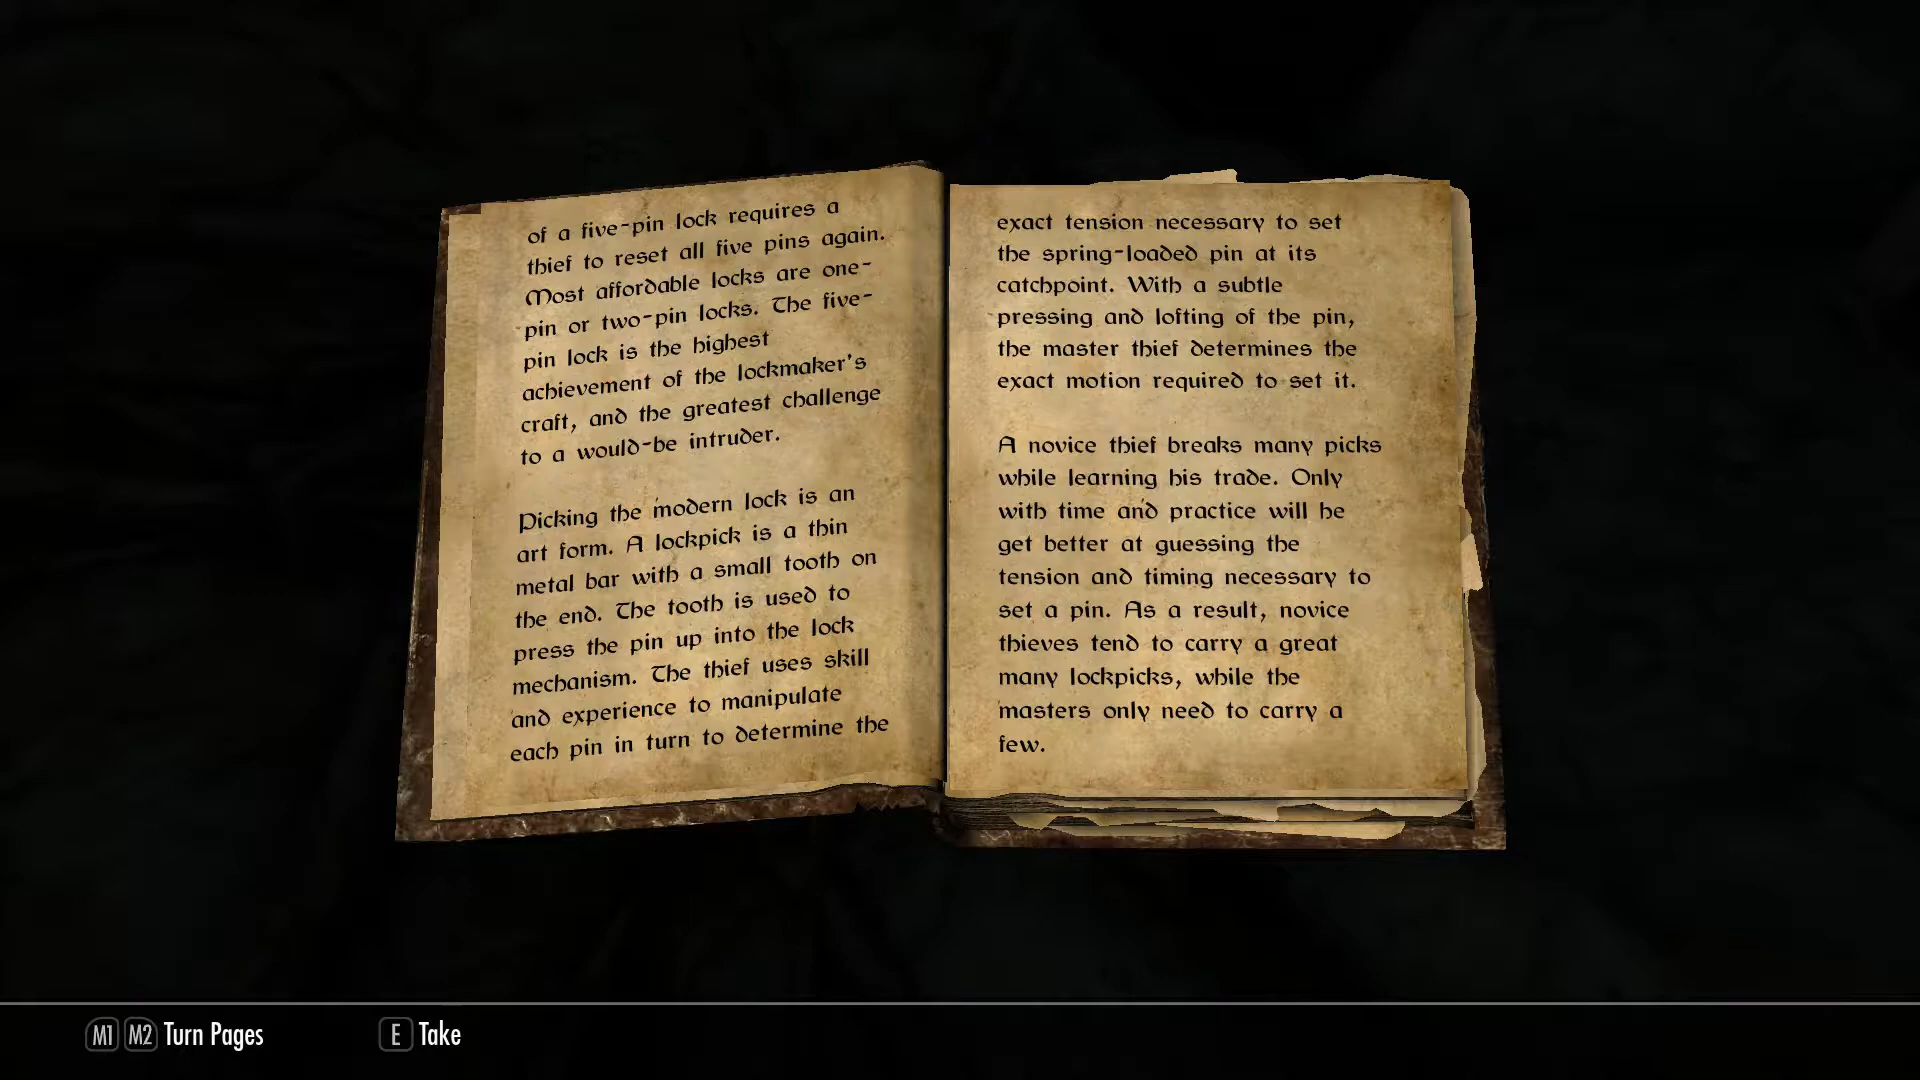 of a five-pin lock requires a
thief to reset all five pins again.
Most affordable locks are one-
pin or two-pin locks. The five-
pin lock is the highest
achievement of the lockmaker's
craft, and the greatest challenge
to a would-be intruder.
Picking the modern lock is an
art form. A lockpick is a thin
metal bar with a small tooth on
the end. The tooth is used to
press the pin up into the lock
mechanism. The thief uses skill
and experience to manipulate
each pin in turn to determine the
exact tension necessary to set
the spring-loaded pin at its
catchpoint. With a subtle
pressing and lofting of the pin,
the master thief determines the
exact motion required to set it.
A novice thief breaks many picks
while learning his trade. Only
with time and practice will he
get better at guessing the
tension and timing necessary to
set a pin. As a result, novice
thieves tend to carry a great
many lockpicks, while the
masters only need to carry a
few.
M1 M2 Turn Pages
E Take